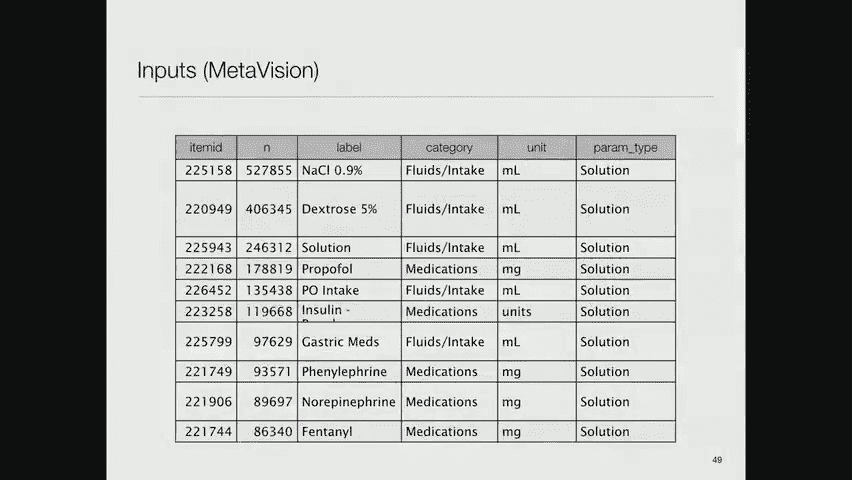 Inputs (MetaVision)
itemid n label category unit param_type
225158 527855 NaCl 0.9% Fluids/Intake mL Solution
220949 406345 Dextrose 5% Fluids/Intake mL Solution
225943 246312 Solution Fluids/Intake mL Solution
222168 178819 Propofol Medications mg Solution
226452 135438 PO Intake Fluids/Intake mL Solution
223258 119668 Insulin - Medications units Solution
225799 97629 Gastric Meds Fluids/Intake mL Solution
221749 93571 Phenylephrine Medications mg Solution
221906 89697 Norepinephrine Medications mg Solution
221744 86340 Fentanyl Medications mg Solution
49